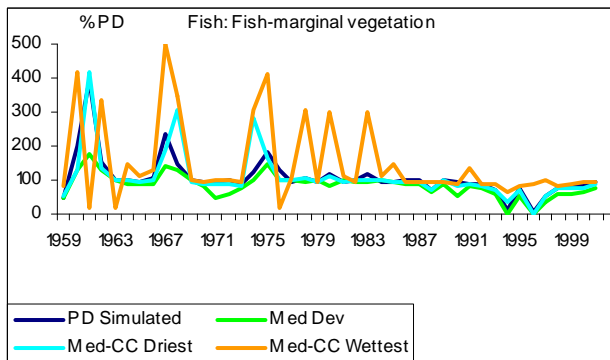 %PD Fish: Fish-marginal vegetation
500
400
300
200
100
0
1959 1963 1967 1971 1975 1979 1983 1987 1991 1995 1999
PD Simulated Med Dev
Med-CC Driest Med-CC Wettest